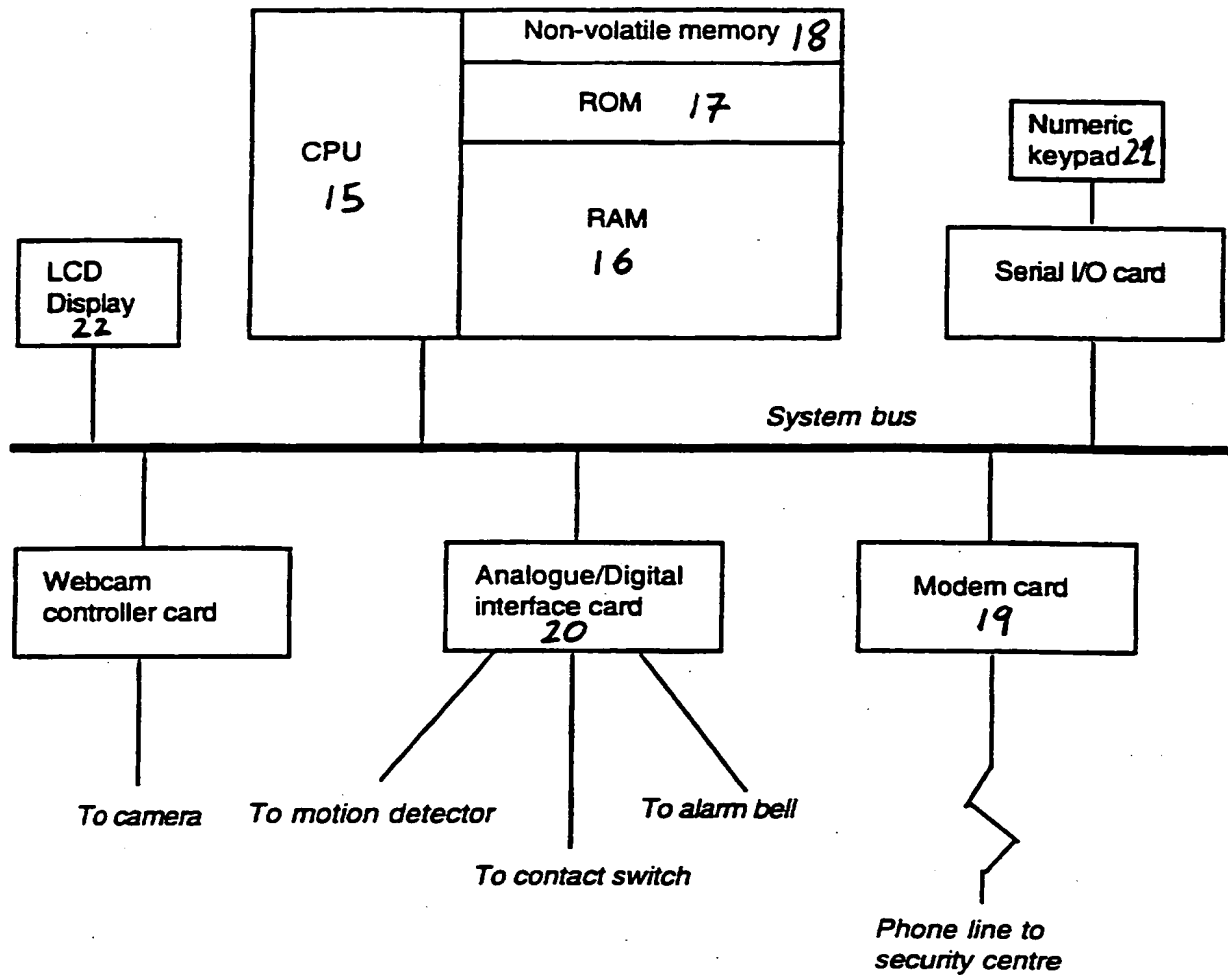 Non-volatile memory 18
ROM 17
CPU
15
RAM
16
Numeric
keypad 21
LCD
Display
22
Serial I/O card
System bus
Webcam
controller card
Analogue/Digital
interface card
20
Modem card
19
To camera
To motion detector
To alarm bell
To contact switch
Phone line to
security centre